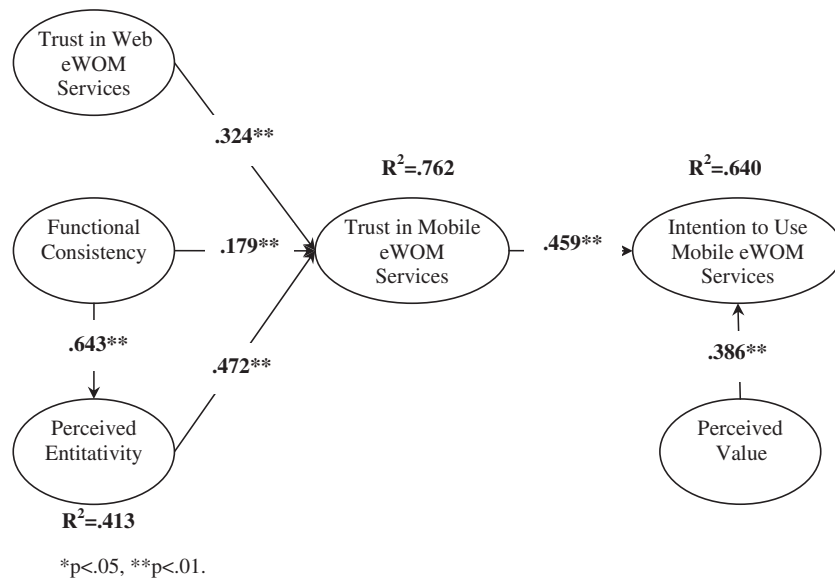 Trust in Web
eWOM
Services
.324**
R²=.762
R²=.640
Functional
Consistency
.179**
Trust in Mobile
eWOM
Services
.459**
Intention to Use
Mobile eWOM
Services
.643**
.472**
.386**
Perceived
Entitativity
Perceived
Value
R²=.413
*p<.05, **p<.01.